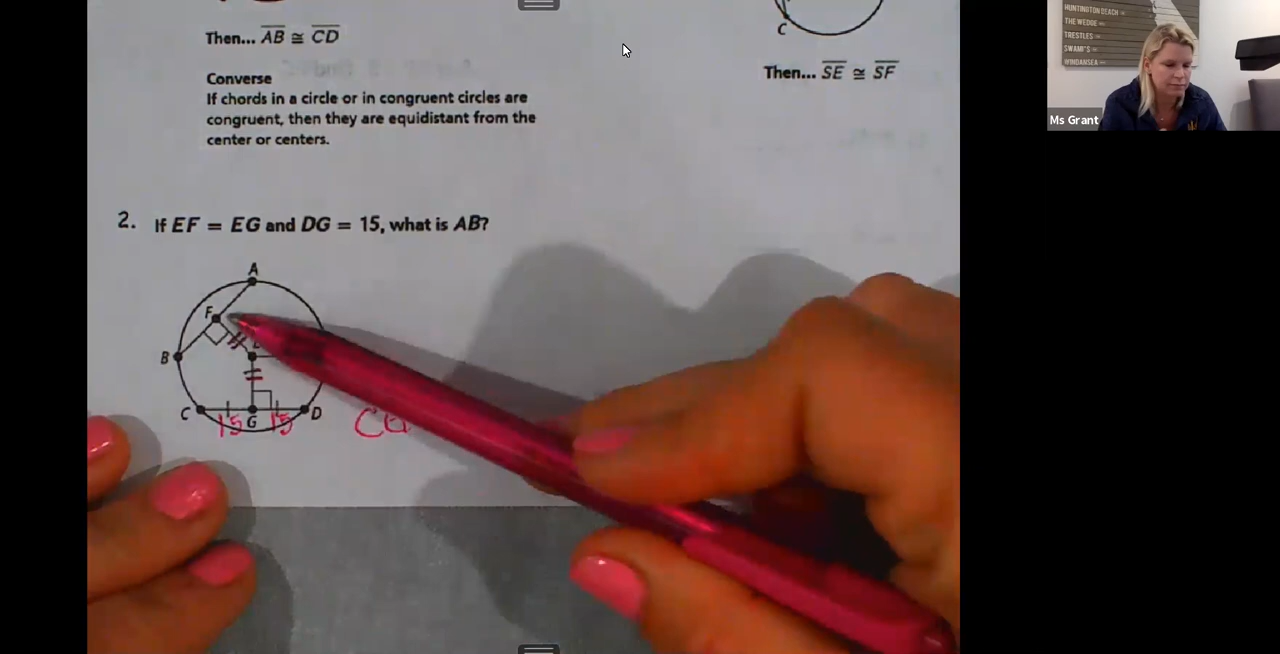 Then... AB ≅ CD
Converse
If chords in a circle or in congruent circles are
congruent, then they are equidistant from the
center or centers.
C
Then... SE ≅ SF
2. If EF = EG and DG = 15, what is AB?
A
F
B
C G D
15 15
CG
HUNTINGTON BEACH
THE WEDGE
TRESTLES
SWAMI'S
WINDANSEA
Ms Grant